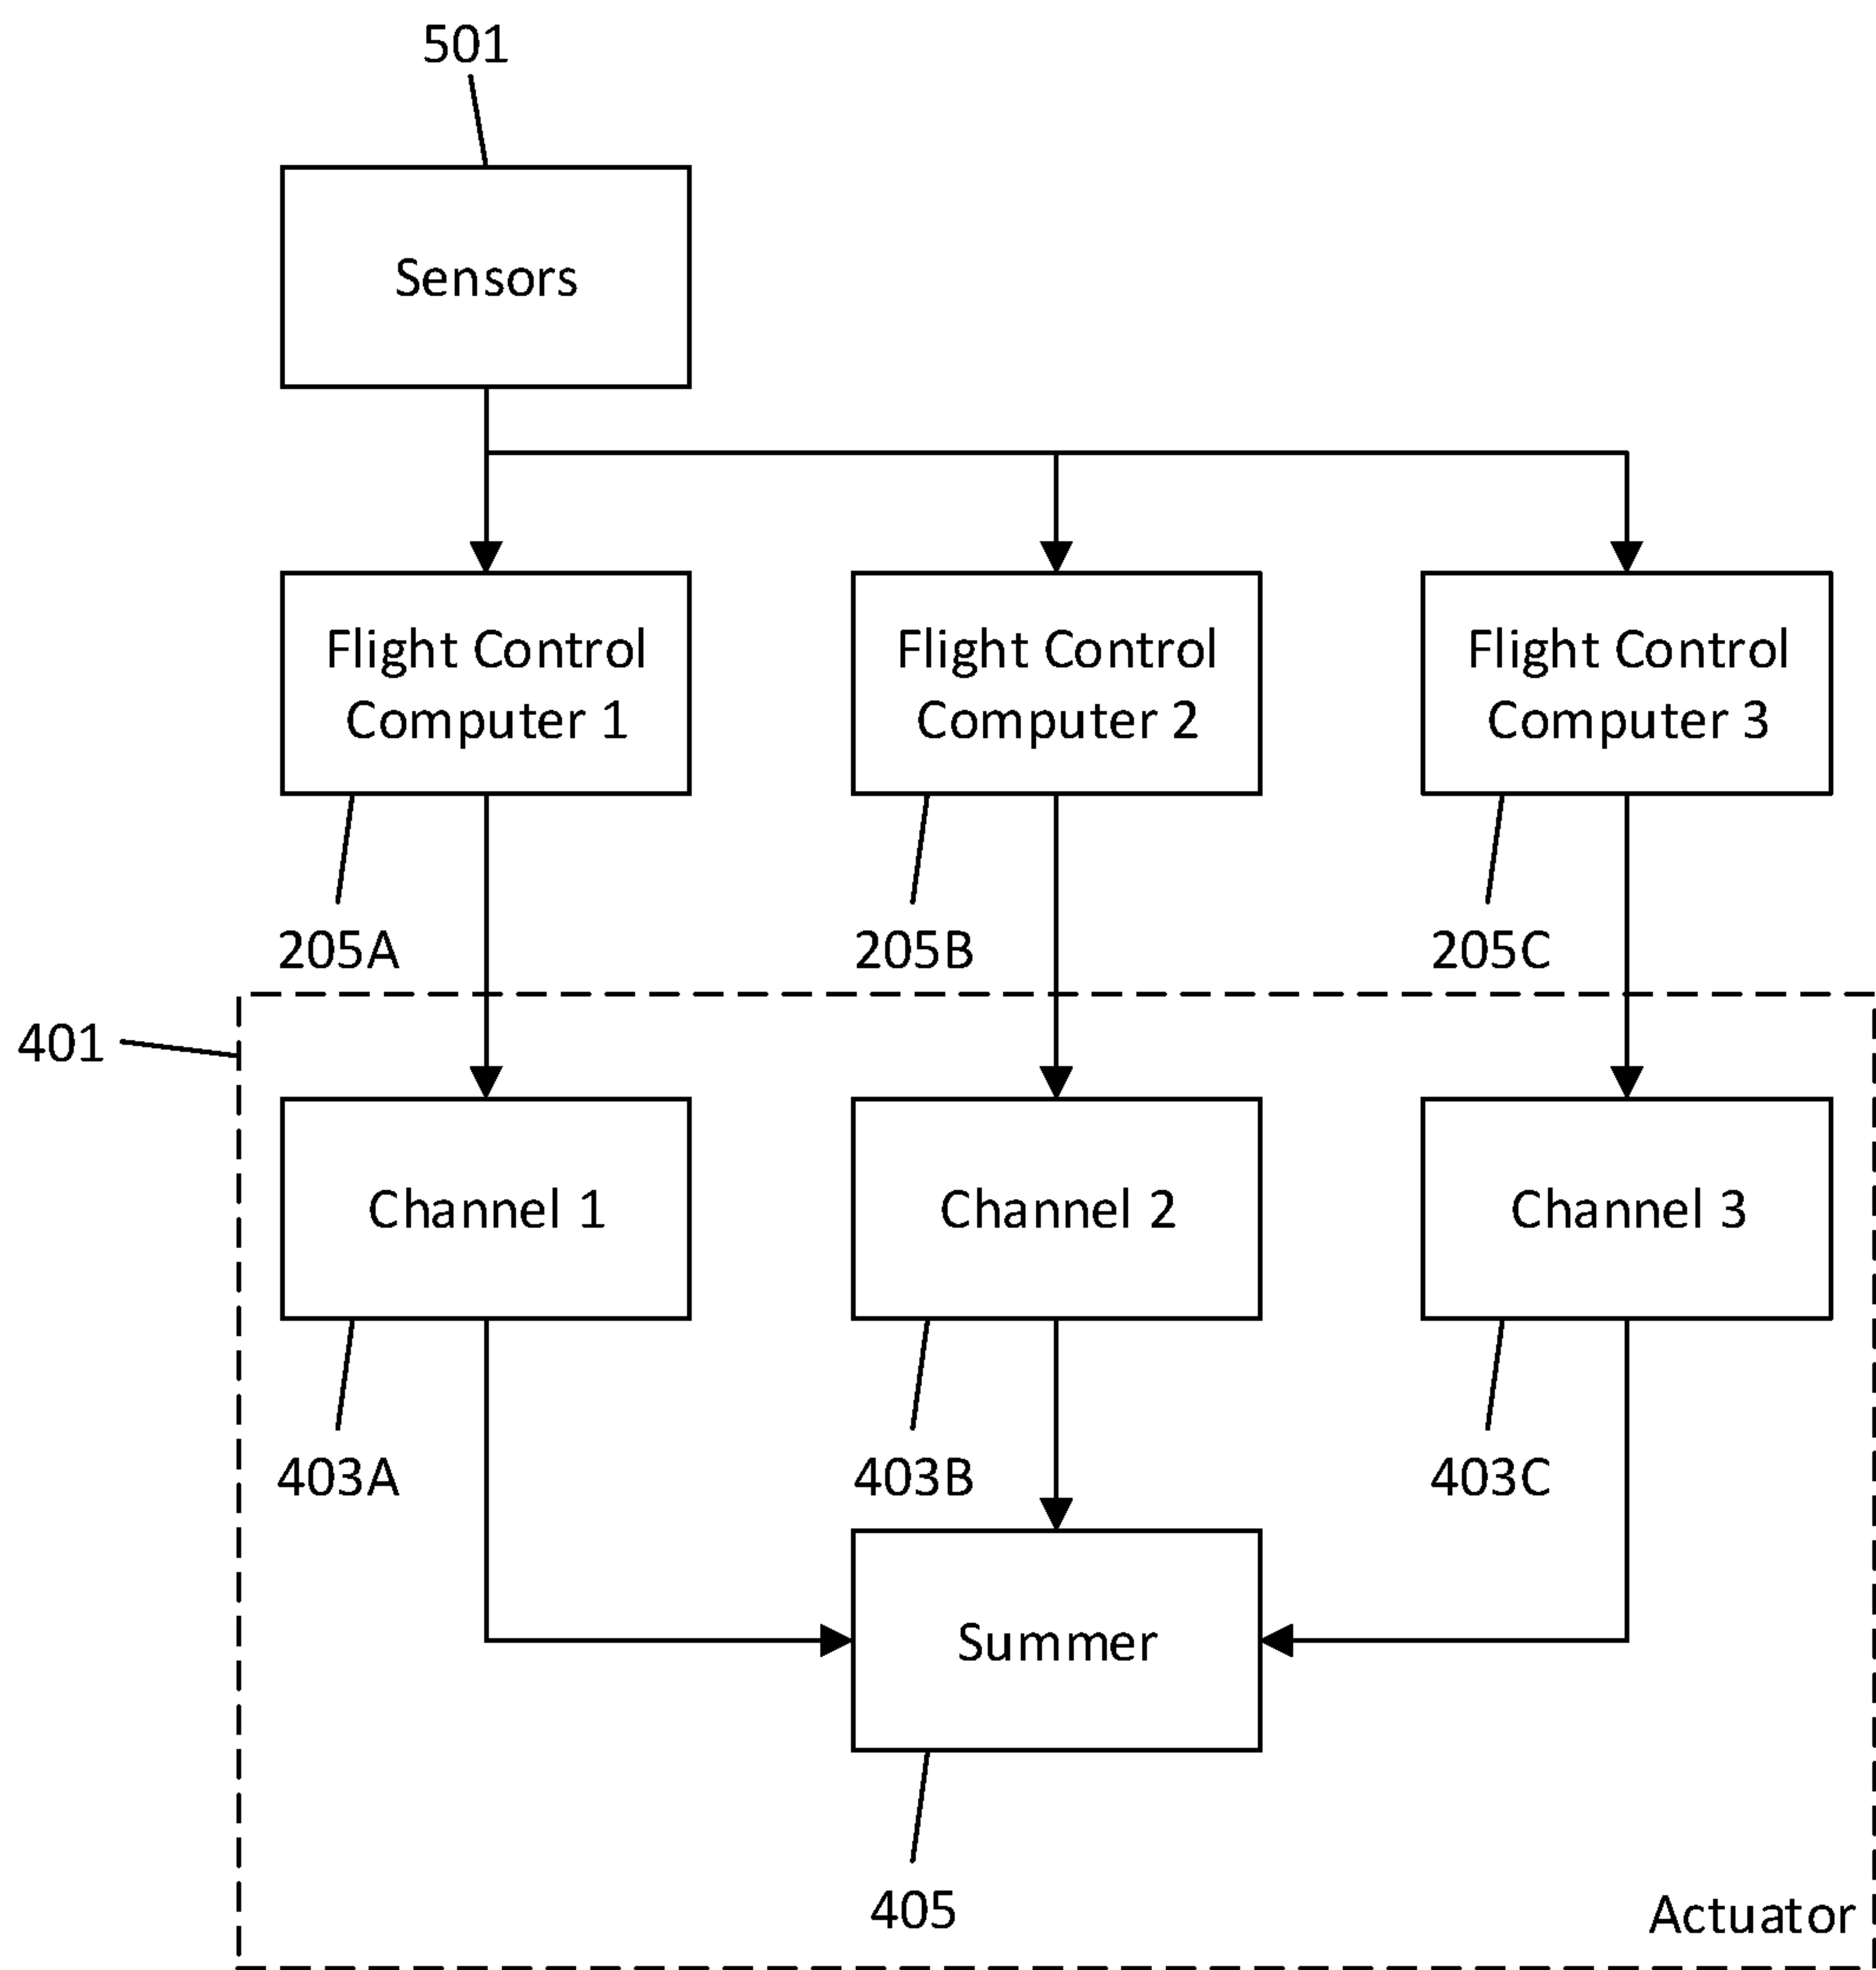 501
Sensors
Flight Control
Computer 1
Flight Control
Computer 2
Flight Control
Computer 3
205A
205B
205C
401
Channel 1
Channel 2
Channel 3
403A
403B
403C
Summer
405
Actuator